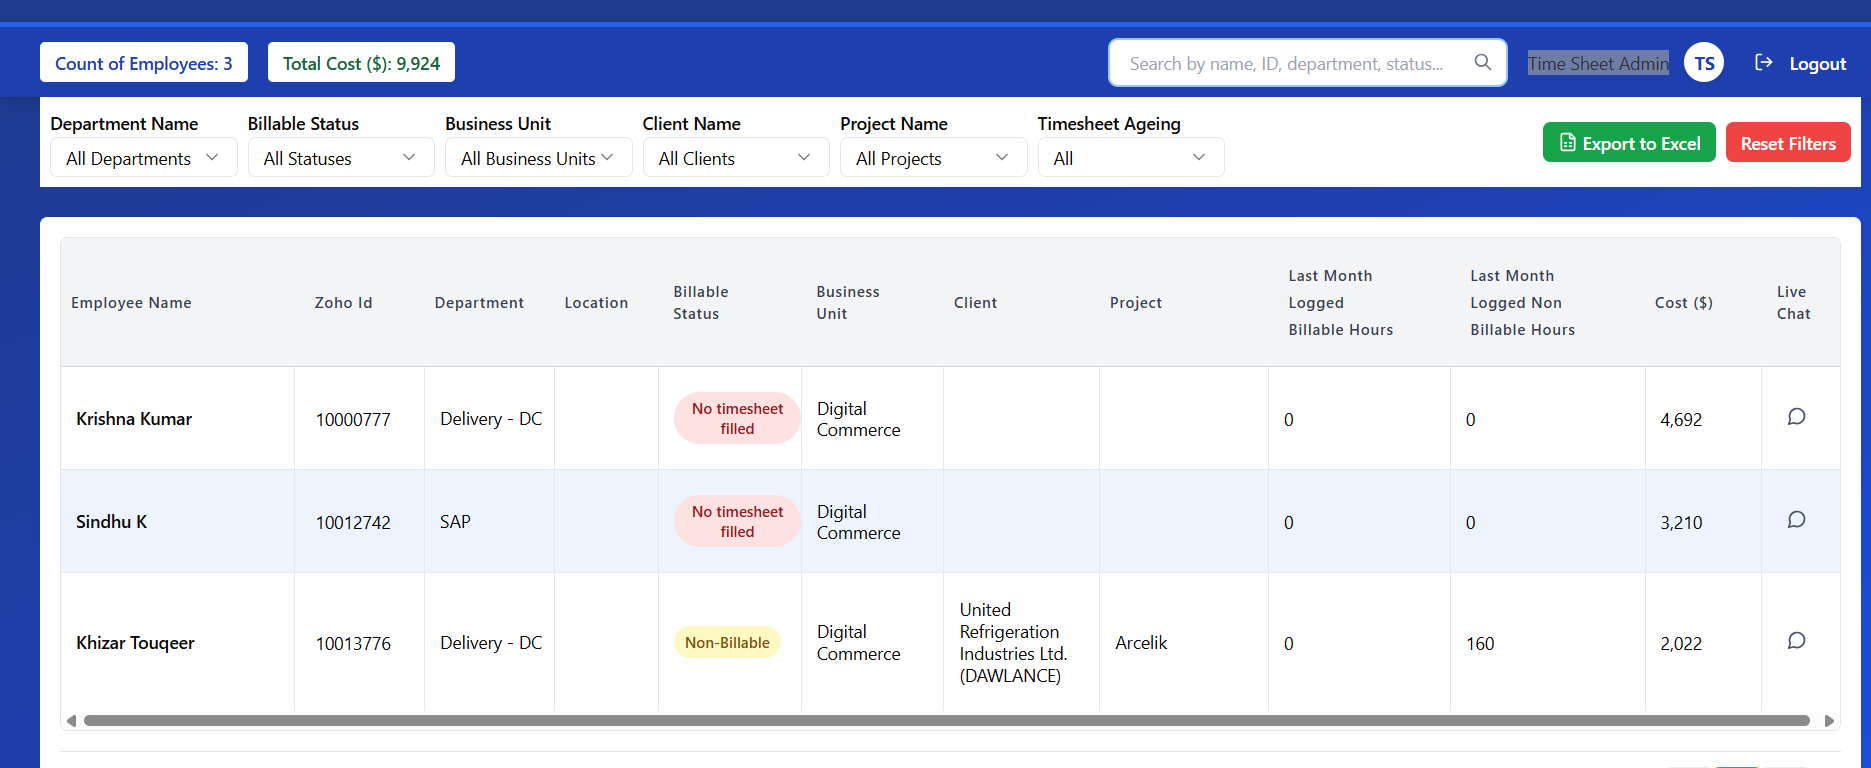 Count of Employees: 3
Total Cost ($): 9,924
Search by name, ID, department, status...
Time Sheet Admin
TS
Logout
Department Name
Billable Status
Business Unit
Client Name
Project Name
Timesheet Ageing
All Departments
All Statuses
All Business Units
All Clients
All Projects
All
Export to Excel
Reset Filters
Employee Name
Zoho Id
Department
Location
Billable
Status
Business
Unit
Client
Project
Last Month
Logged
Billable Hours
Last Month
Logged Non
Billable Hours
Cost ($)
Live
Chat
Krishna Kumar
10000777
Delivery - DC
No timesheet
filled
Digital
Commerce
0
0
4,692
Sindhu K
10012742
SAP
No timesheet
filled
Digital
Commerce
0
0
3,210
Khizar Touqeer
10013776
Delivery - DC
Non-Billable
Digital
Commerce
United
Refrigeration
Industries Ltd.
(DAWLANCE)
Arcelik
0
160
2,022